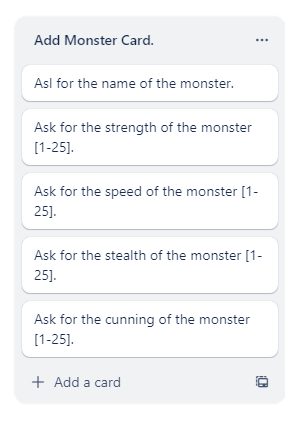 Add Monster Card.
Asl for the name of the monster.
Ask for the strength of the monster
[1-25].
Ask for the speed of the monster [1-
25].
Ask for the stealth of the monster [1-
25].
Ask for the cunning of the monster
[1-25].
Add a card